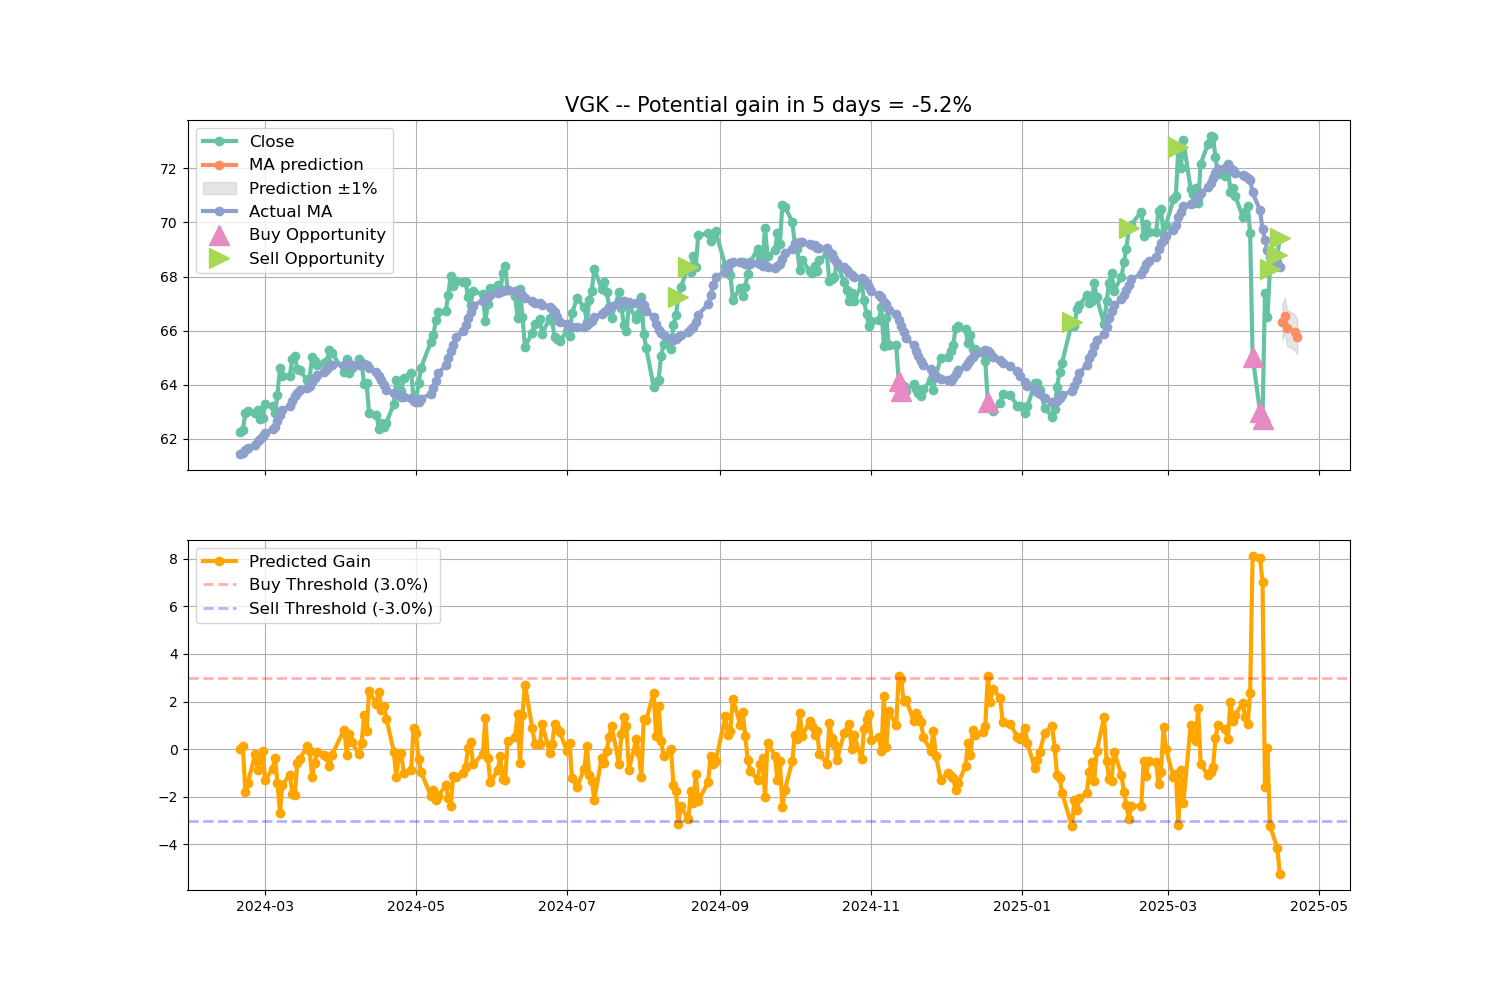 VGK -- Potential gain in 5 days = -5.2%
Close
MA prediction
Prediction ±1%
Actual MA
Buy Opportunity
Sell Opportunity
72
70
68
66
64
62
Predicted Gain
Buy Threshold (3.0%)
Sell Threshold (-3.0%)
8
6
4
2
0
−2
−4
2024-03 2024-05 2024-07 2024-09 2024-11 2025-01 2025-03 2025-05